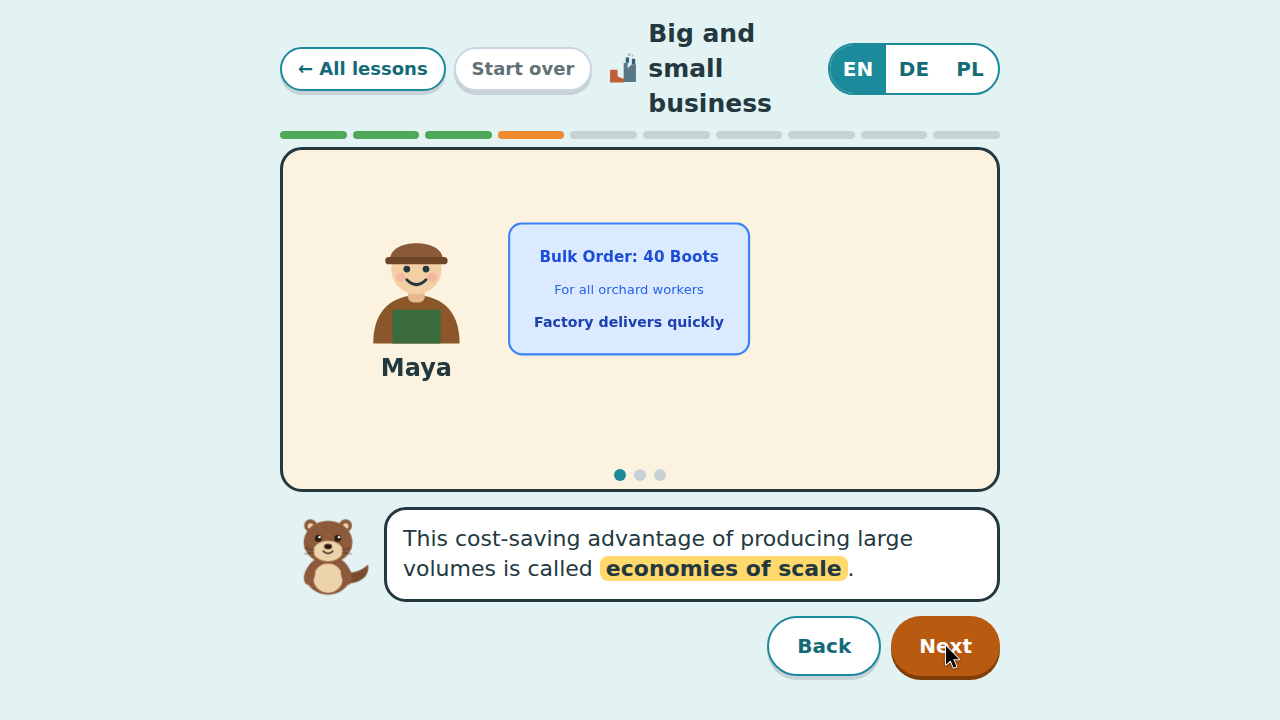 ← All lessons
Start over
Big and
small
business
EN
DE
PL
Bulk Order: 40 Boots
For all orchard workers
Factory delivers quickly
Maya
This cost-saving advantage of producing large
volumes is called economies of scale.
Back
Next